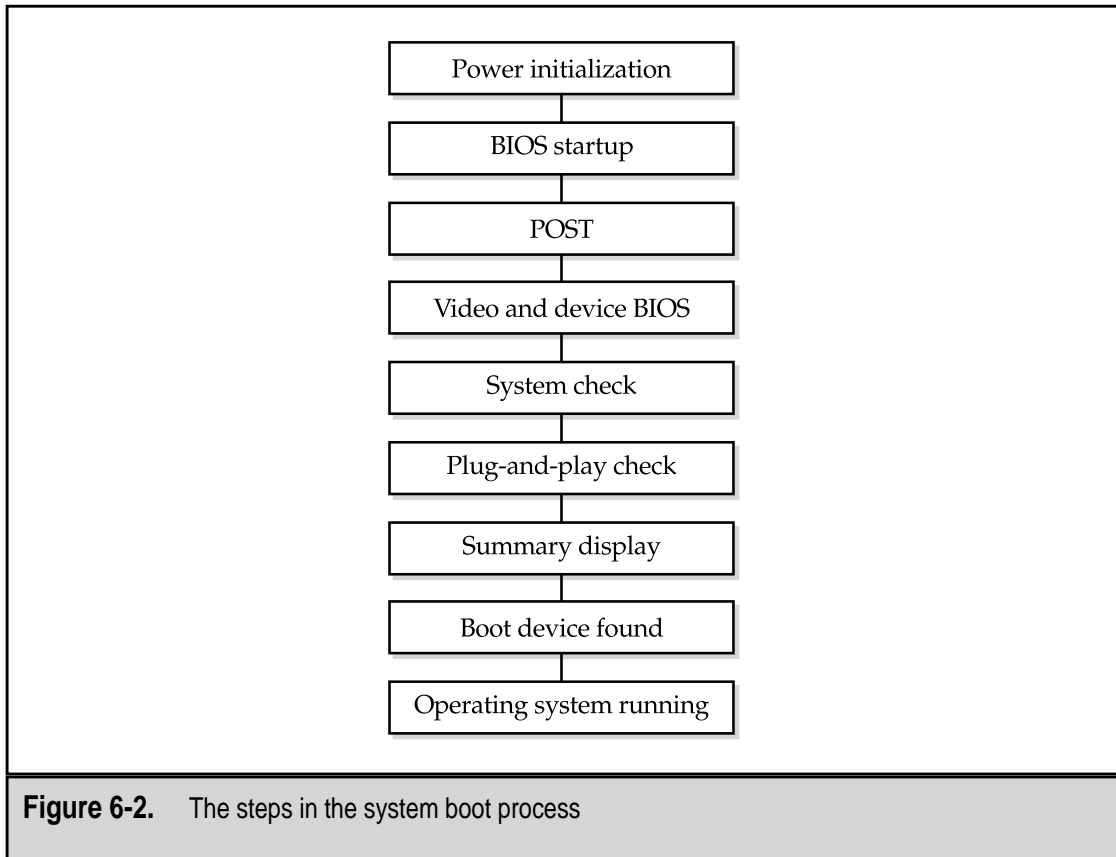 Power initialization
BIOS startup
POST
Video and device BIOS
System check
Plug-and-play check
Summary display
Boot device found
Operating system running
Figure 6-2. The steps in the system boot process